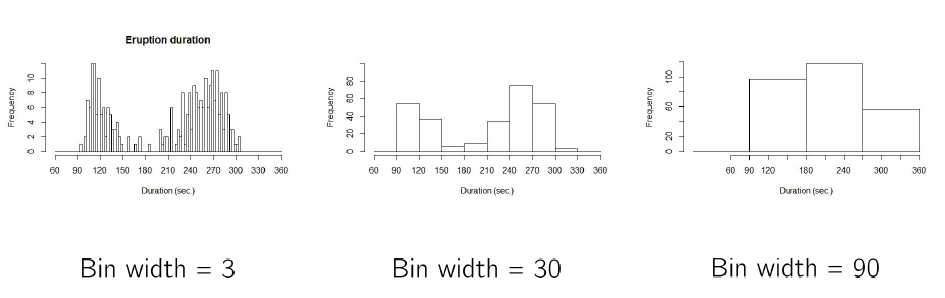 Eruption duration
Frequency
0 2 4 6 8 10
60 90 120 150 180 210 240 270 300 330 360
Duration (sec.)
Frequency
0 20 40 60 80
60 90 120 150 180 210 240 270 300 330 360
Duration (sec.)
Frequency
0 20 60 100
60 90 120 180 240 300 360
Duration (sec.)
Bin width = 3
Bin width = 30
Bin width = 90